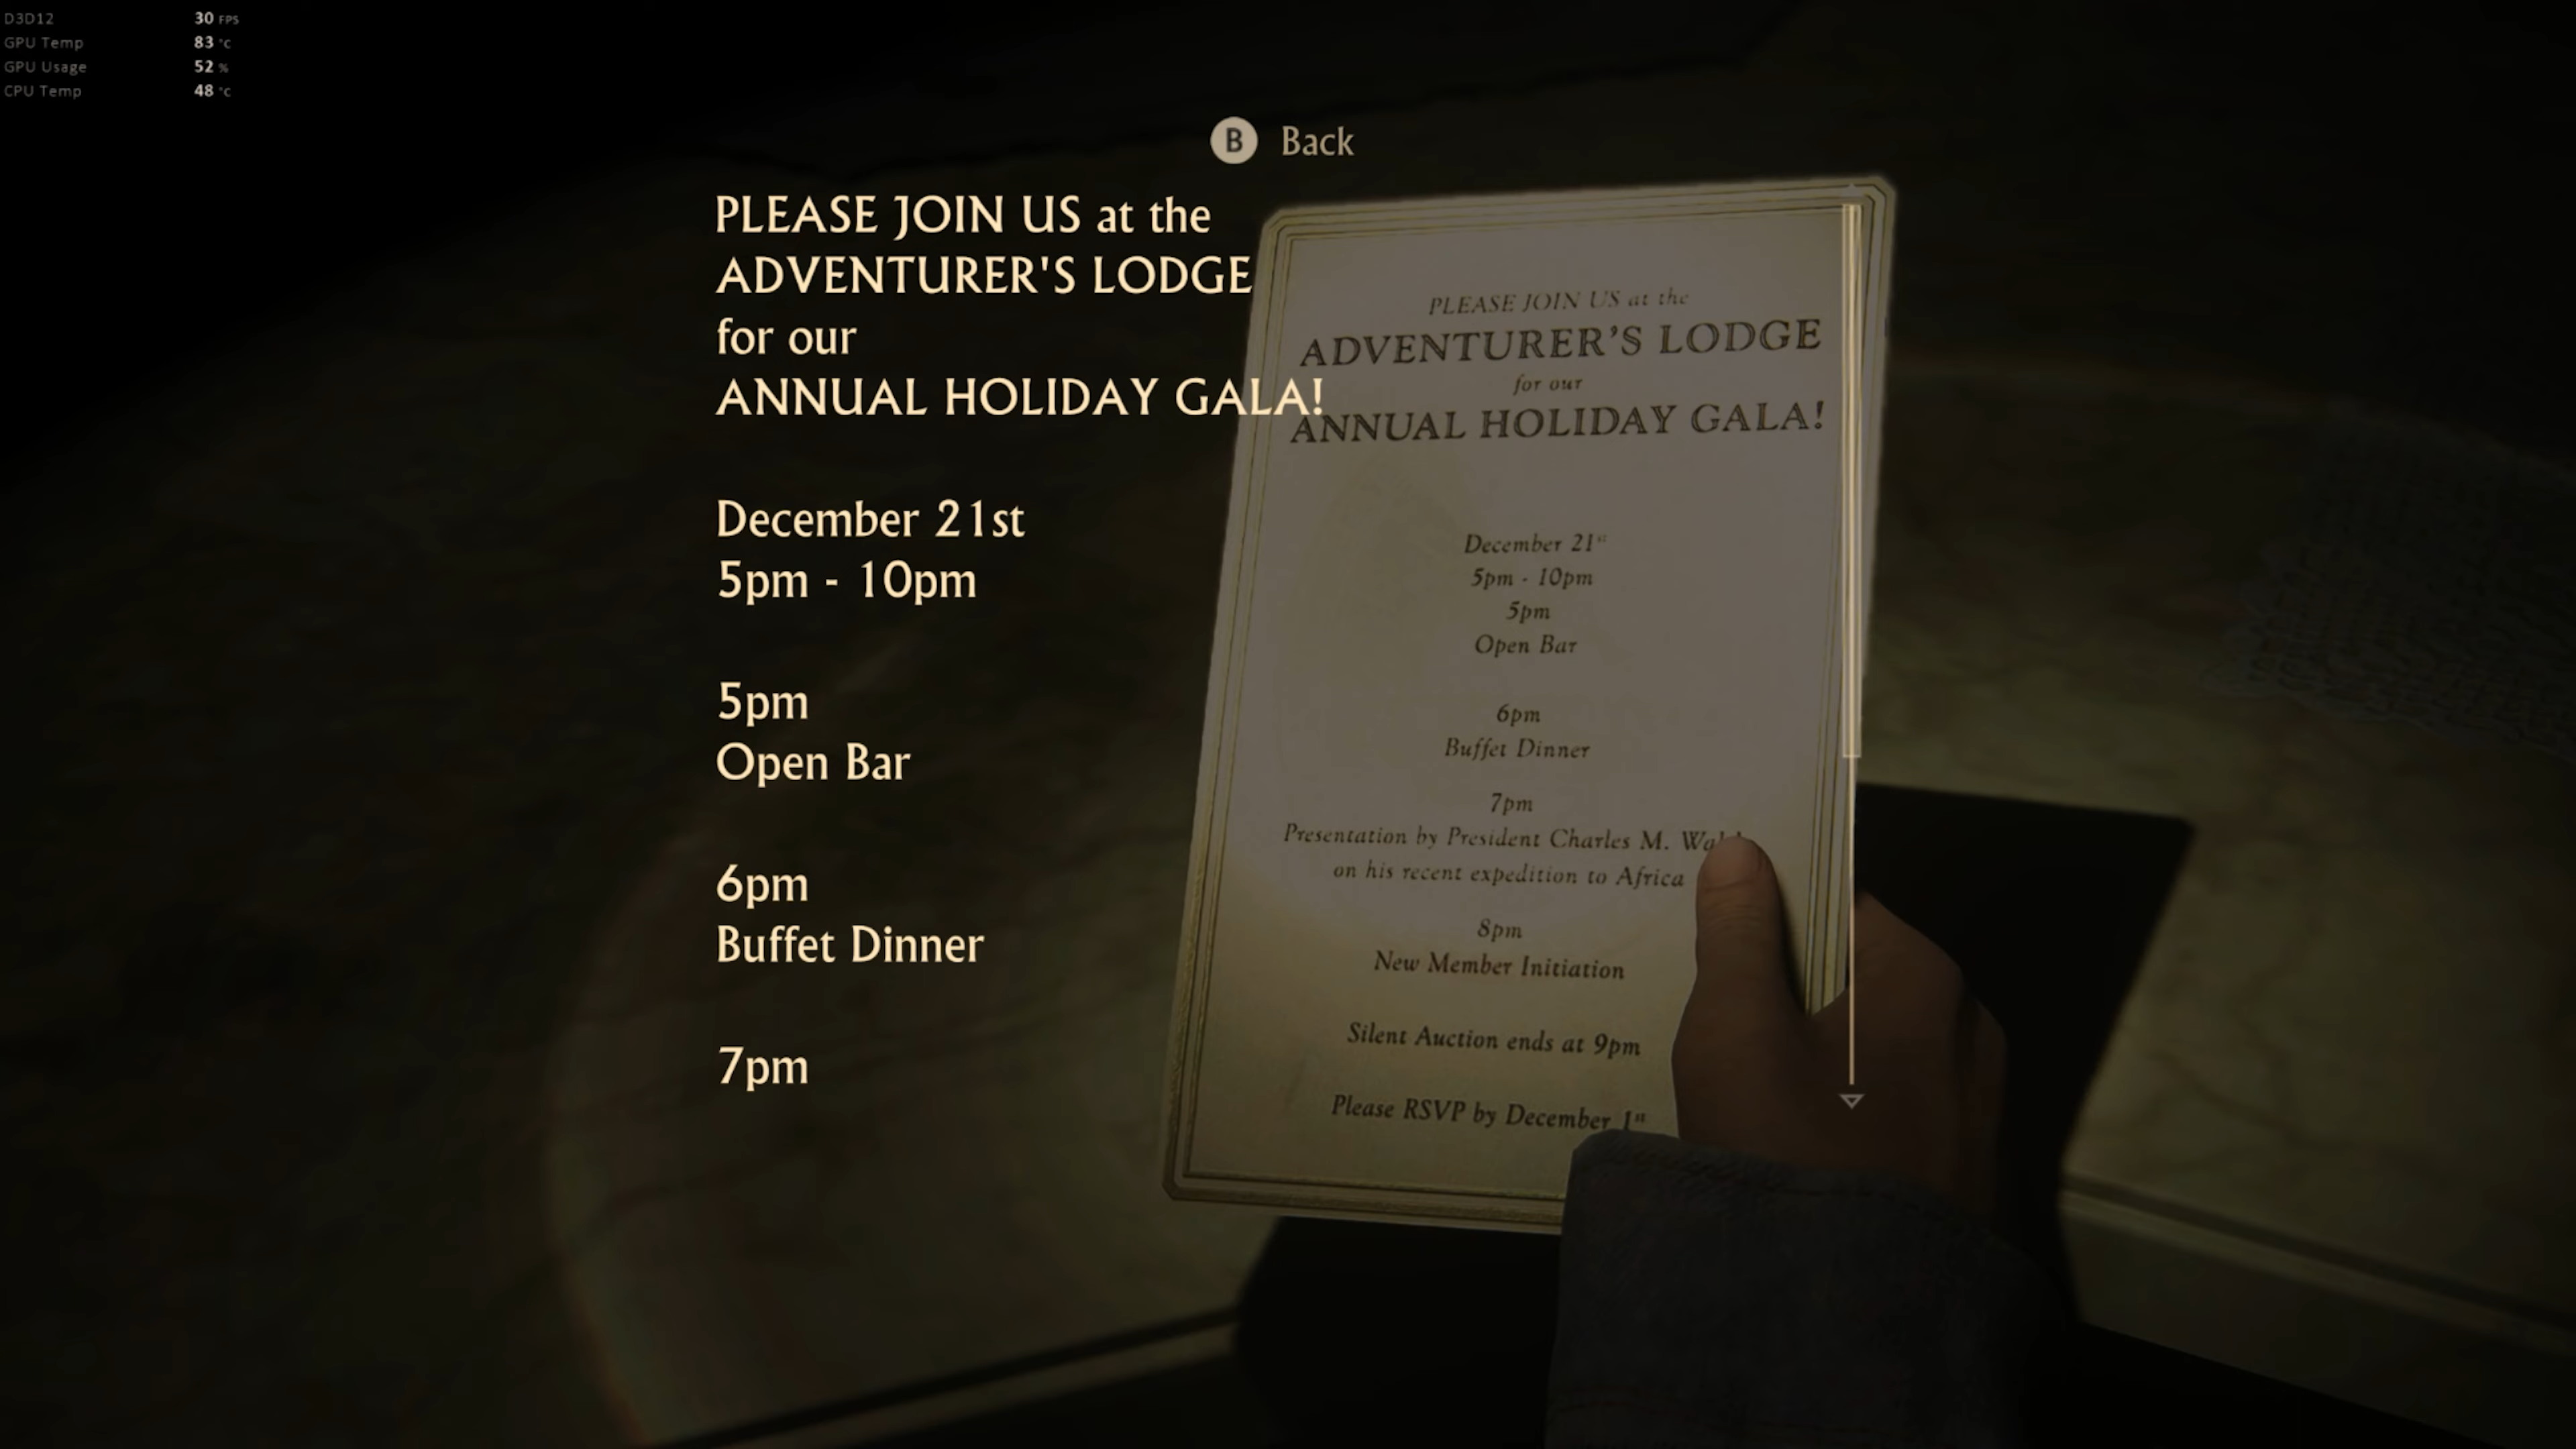 D3D12 30 FPS
GPU Temp 83 °C
GPU Usage 52 %
CPU Temp 48 °C
B Back
PLEASE JOIN US at the
ADVENTURER'S LODGE
for our
ANNUAL HOLIDAY GALA!
December 21st
5pm - 10pm
5pm
Open Bar
6pm
Buffet Dinner
7pm
PLEASE JOIN US at the
ADVENTURER'S LODGE
for our
ANNUAL HOLIDAY GALA!
December 21st
5pm - 10pm
5pm
Open Bar
6pm
Buffet Dinner
7pm
Presentation by President Charles M.
on his recent expedition to Africa
8pm
New Member Initiation
Silent Auction ends at 9pm
Please RSVP by December 1st